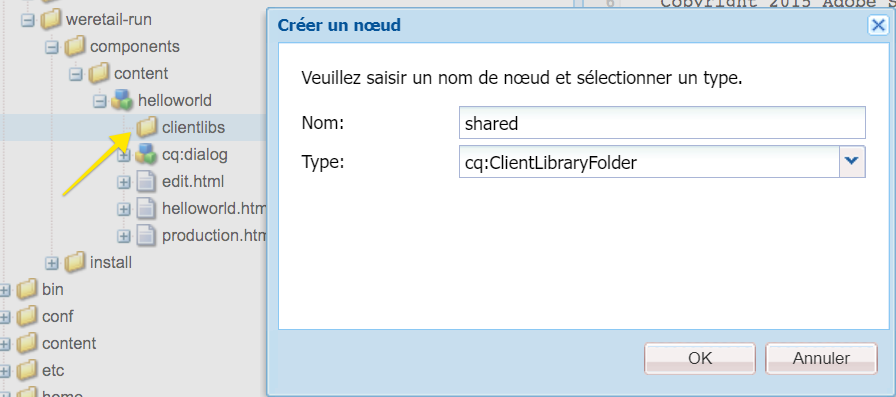 weretail-run
components
content
helloworld
clientlibs
cq:dialog
edit.html
helloworld.htm
production.htm
install
bin
conf
content
etc
home
6 Copyright 2015 Adobe S
Créer un nœud
Veuillez saisir un nom de nœud et sélectionner un type.
Nom: shared
Type: cq:ClientLibraryFolder
OK Annuler